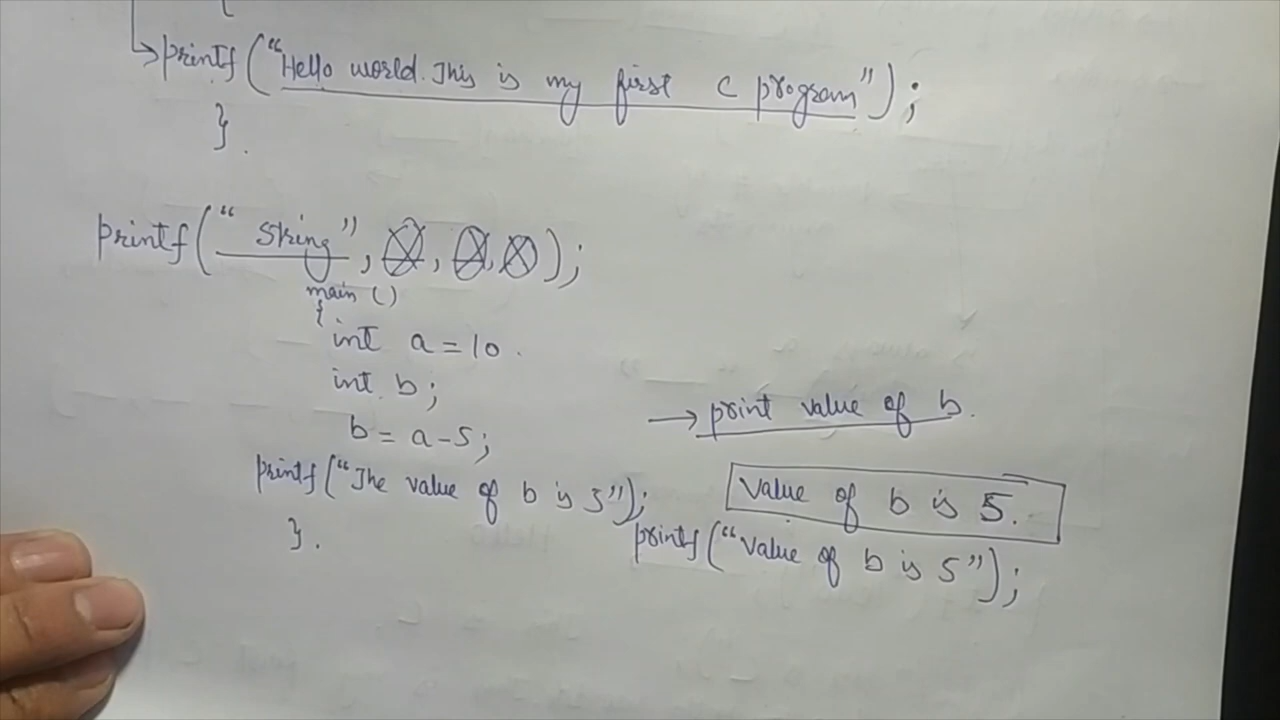 {
printf("Hello world. This is my first C program");
}.
printf("String", , , );
main ()
{
int a = 10.
int b;
b = a - 5;
→ print value of b.
printf("The value of b is 5");
Value of b is 5.
}.
printf("Value of b is 5");